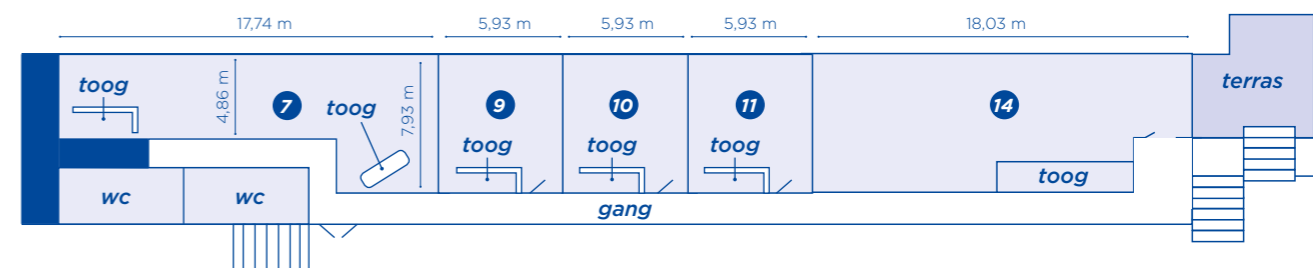 17,74 m
5,93 m
5,93 m
5,93 m
18,03 m
toog
4,86 m
7
toog
7,93 m
9
toog
10
toog
11
toog
14
toog
terras
wc
wc
gang